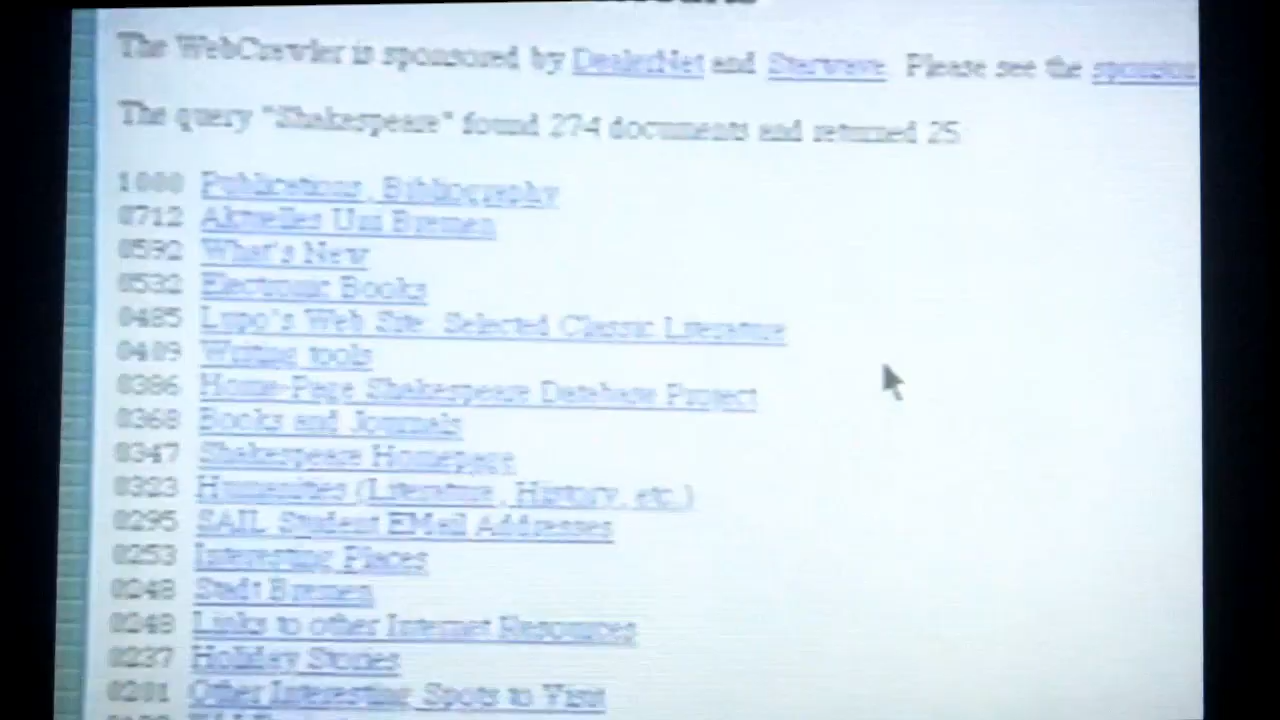 The WebCrawler is sponsored by DealerNet and Starwave. Please see the sponsor
The query "Shakespeare" found 274 documents and returned 25
1000 Publications, Bibliography
0712 Aktuelles Uni Bremen
0592 What's New
0532 Electronic Books
0485 Lupo's Web Site: Selected Classic Literature
0409 Writing tools
0386 Home-Page Shakespeare Database Project
0368 Books and Journals
0347 Shakespeare Homepage
0323 Humanities (Literature, History, etc.)
0295 SAIL Student EMail Addresses
0253 Interesting Places
0248 Stadt Bremen
0248 Links to other Internet Resources
0237 Holiday Stories
0201 Other Interesting Spots to Visit